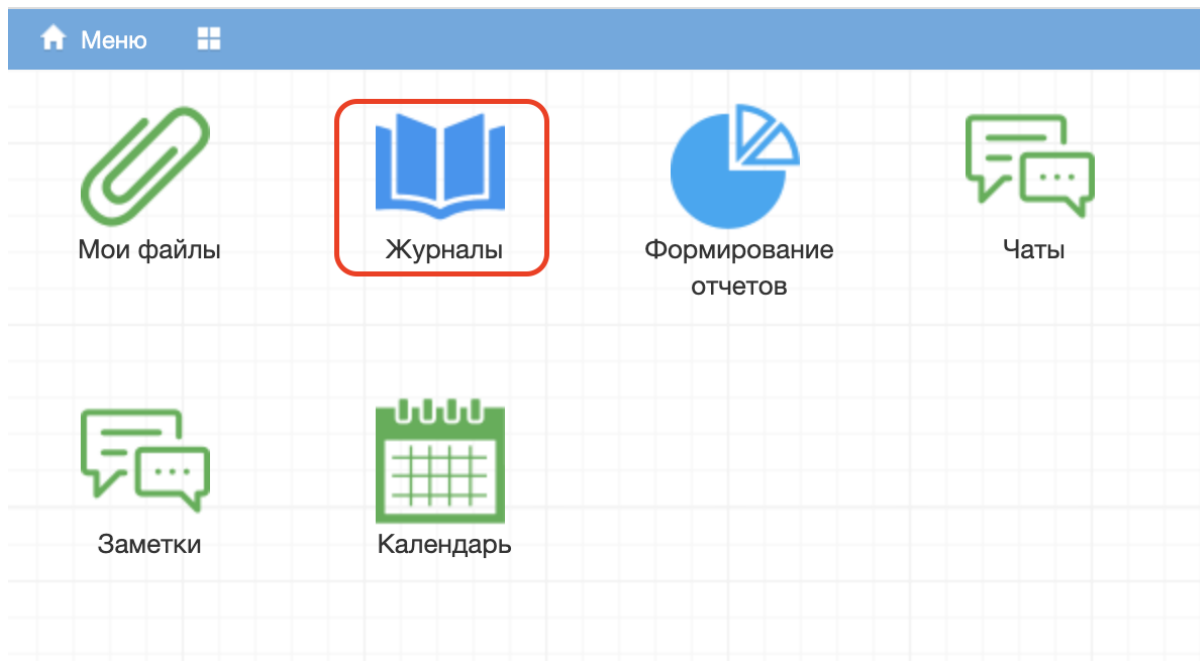 Меню
Мои файлы
Журналы
Формирование
отчетов
Чаты
Заметки
Календарь